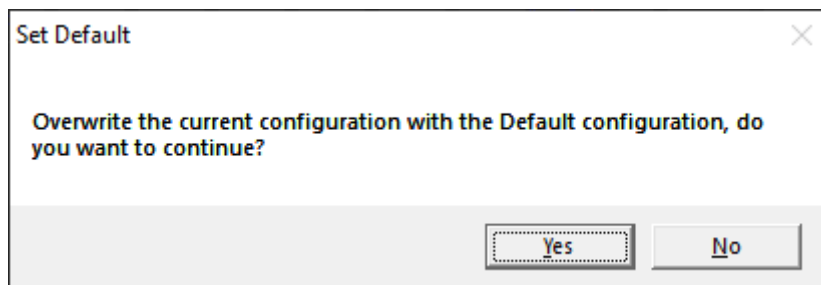 Set Default
Overwrite the current configuration with the Default configuration, do
you want to continue?
Yes
No